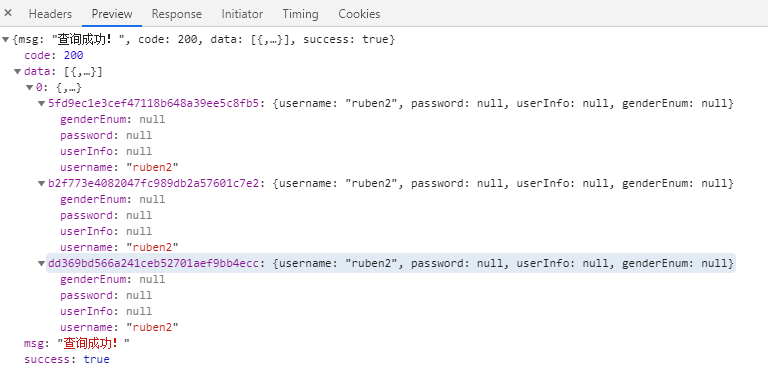 × Headers Preview Response Initiator Timing Cookies
▼{msg: "查询成功! ", code: 200, data: [{,…}], success: true}
code: 200
▼data: [{,…}]
▼0: {,…}
▼5fd9ec1e3cef47118b648a39ee5c8fb5: {username: "ruben2", password: null, userInfo: null, genderEnum: null}
genderEnum: null
password: null
userInfo: null
username: "ruben2"
▼b2f773e4082047fc989db2a57601c7e2: {username: "ruben2", password: null, userInfo: null, genderEnum: null}
genderEnum: null
password: null
userInfo: null
username: "ruben2"
▼dd369bd566a241ceb52701aef9bb4ecc: {username: "ruben2", password: null, userInfo: null, genderEnum: null}
genderEnum: null
password: null
userInfo: null
username: "ruben2"
msg: "查询成功! "
success: true